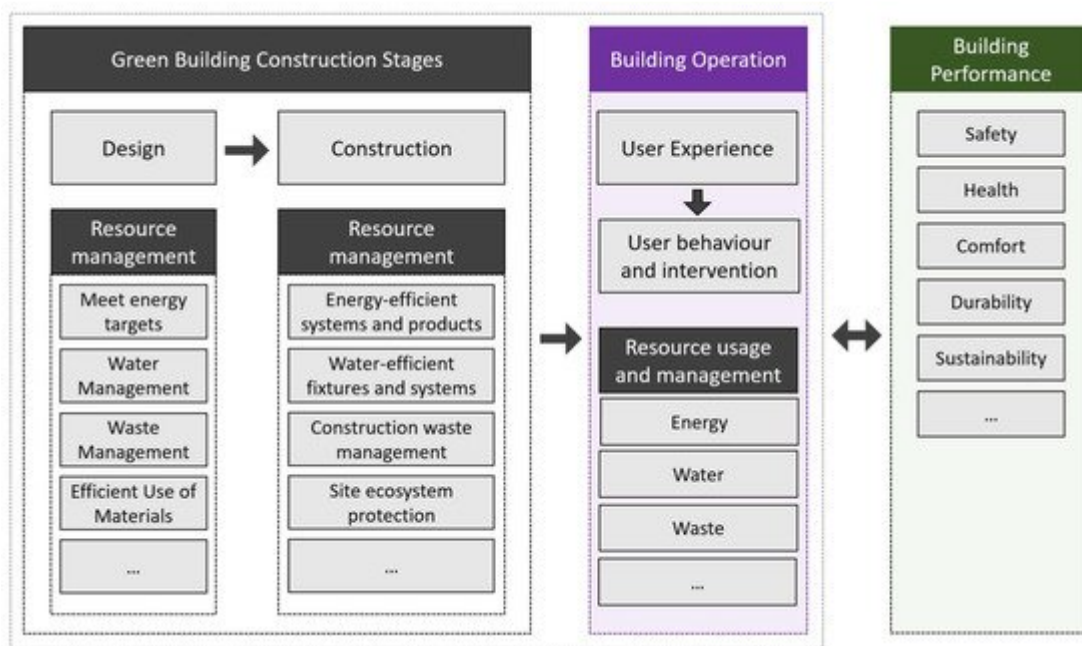 Green Building Construction Stages
Design
Construction
Resource
management
Meet energy
targets
Water
Management
Waste
Management
Efficient Use of
Materials
...
Resource
management
Energy-efficient
systems and products
Water-efficient
fixtures and systems
Construction waste
management
Site ecosystem
protection
...
Building Operation
User Experience
User behaviour
and intervention
Resource usage
and management
Energy
Water
Waste
...
Building
Performance
Safety
Health
Comfort
Durability
Sustainability
...